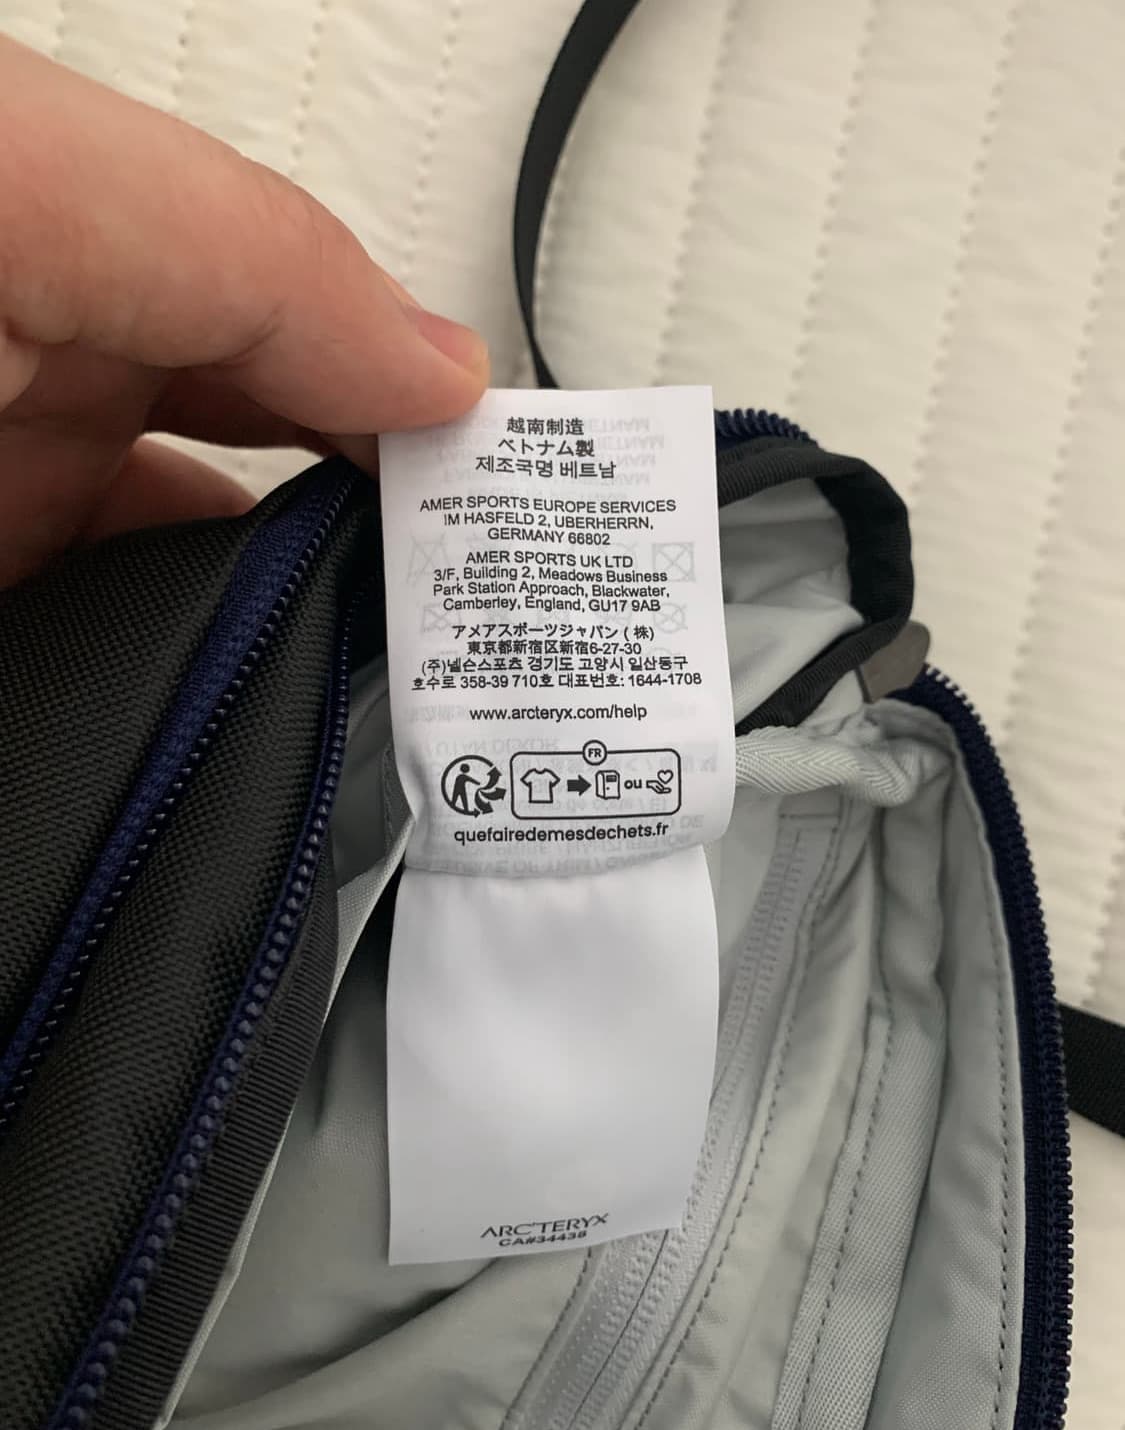 越南制造
ベトナム製
제조국명 베트남
AMER SPORTS EUROPE SERVICES
IM HASFELD 2, UBERHERRN,
GERMANY 66802
AMER SPORTS UK LTD
3/F, Building 2, Meadows Business
Park Station Approach, Blackwater,
Camberley, England, GU17 9AB
アメアスポーツジャパン (株)
東京都新宿区新宿6-27-30
(주)넬슨스포츠 경기도 고양시 일산동구
호수로 358-39 710호 대표번호: 1644-1708
www.arcteryx.com/help
FR
ou
quefairedemesdechets.fr
ARC'TERYX
CA#34438